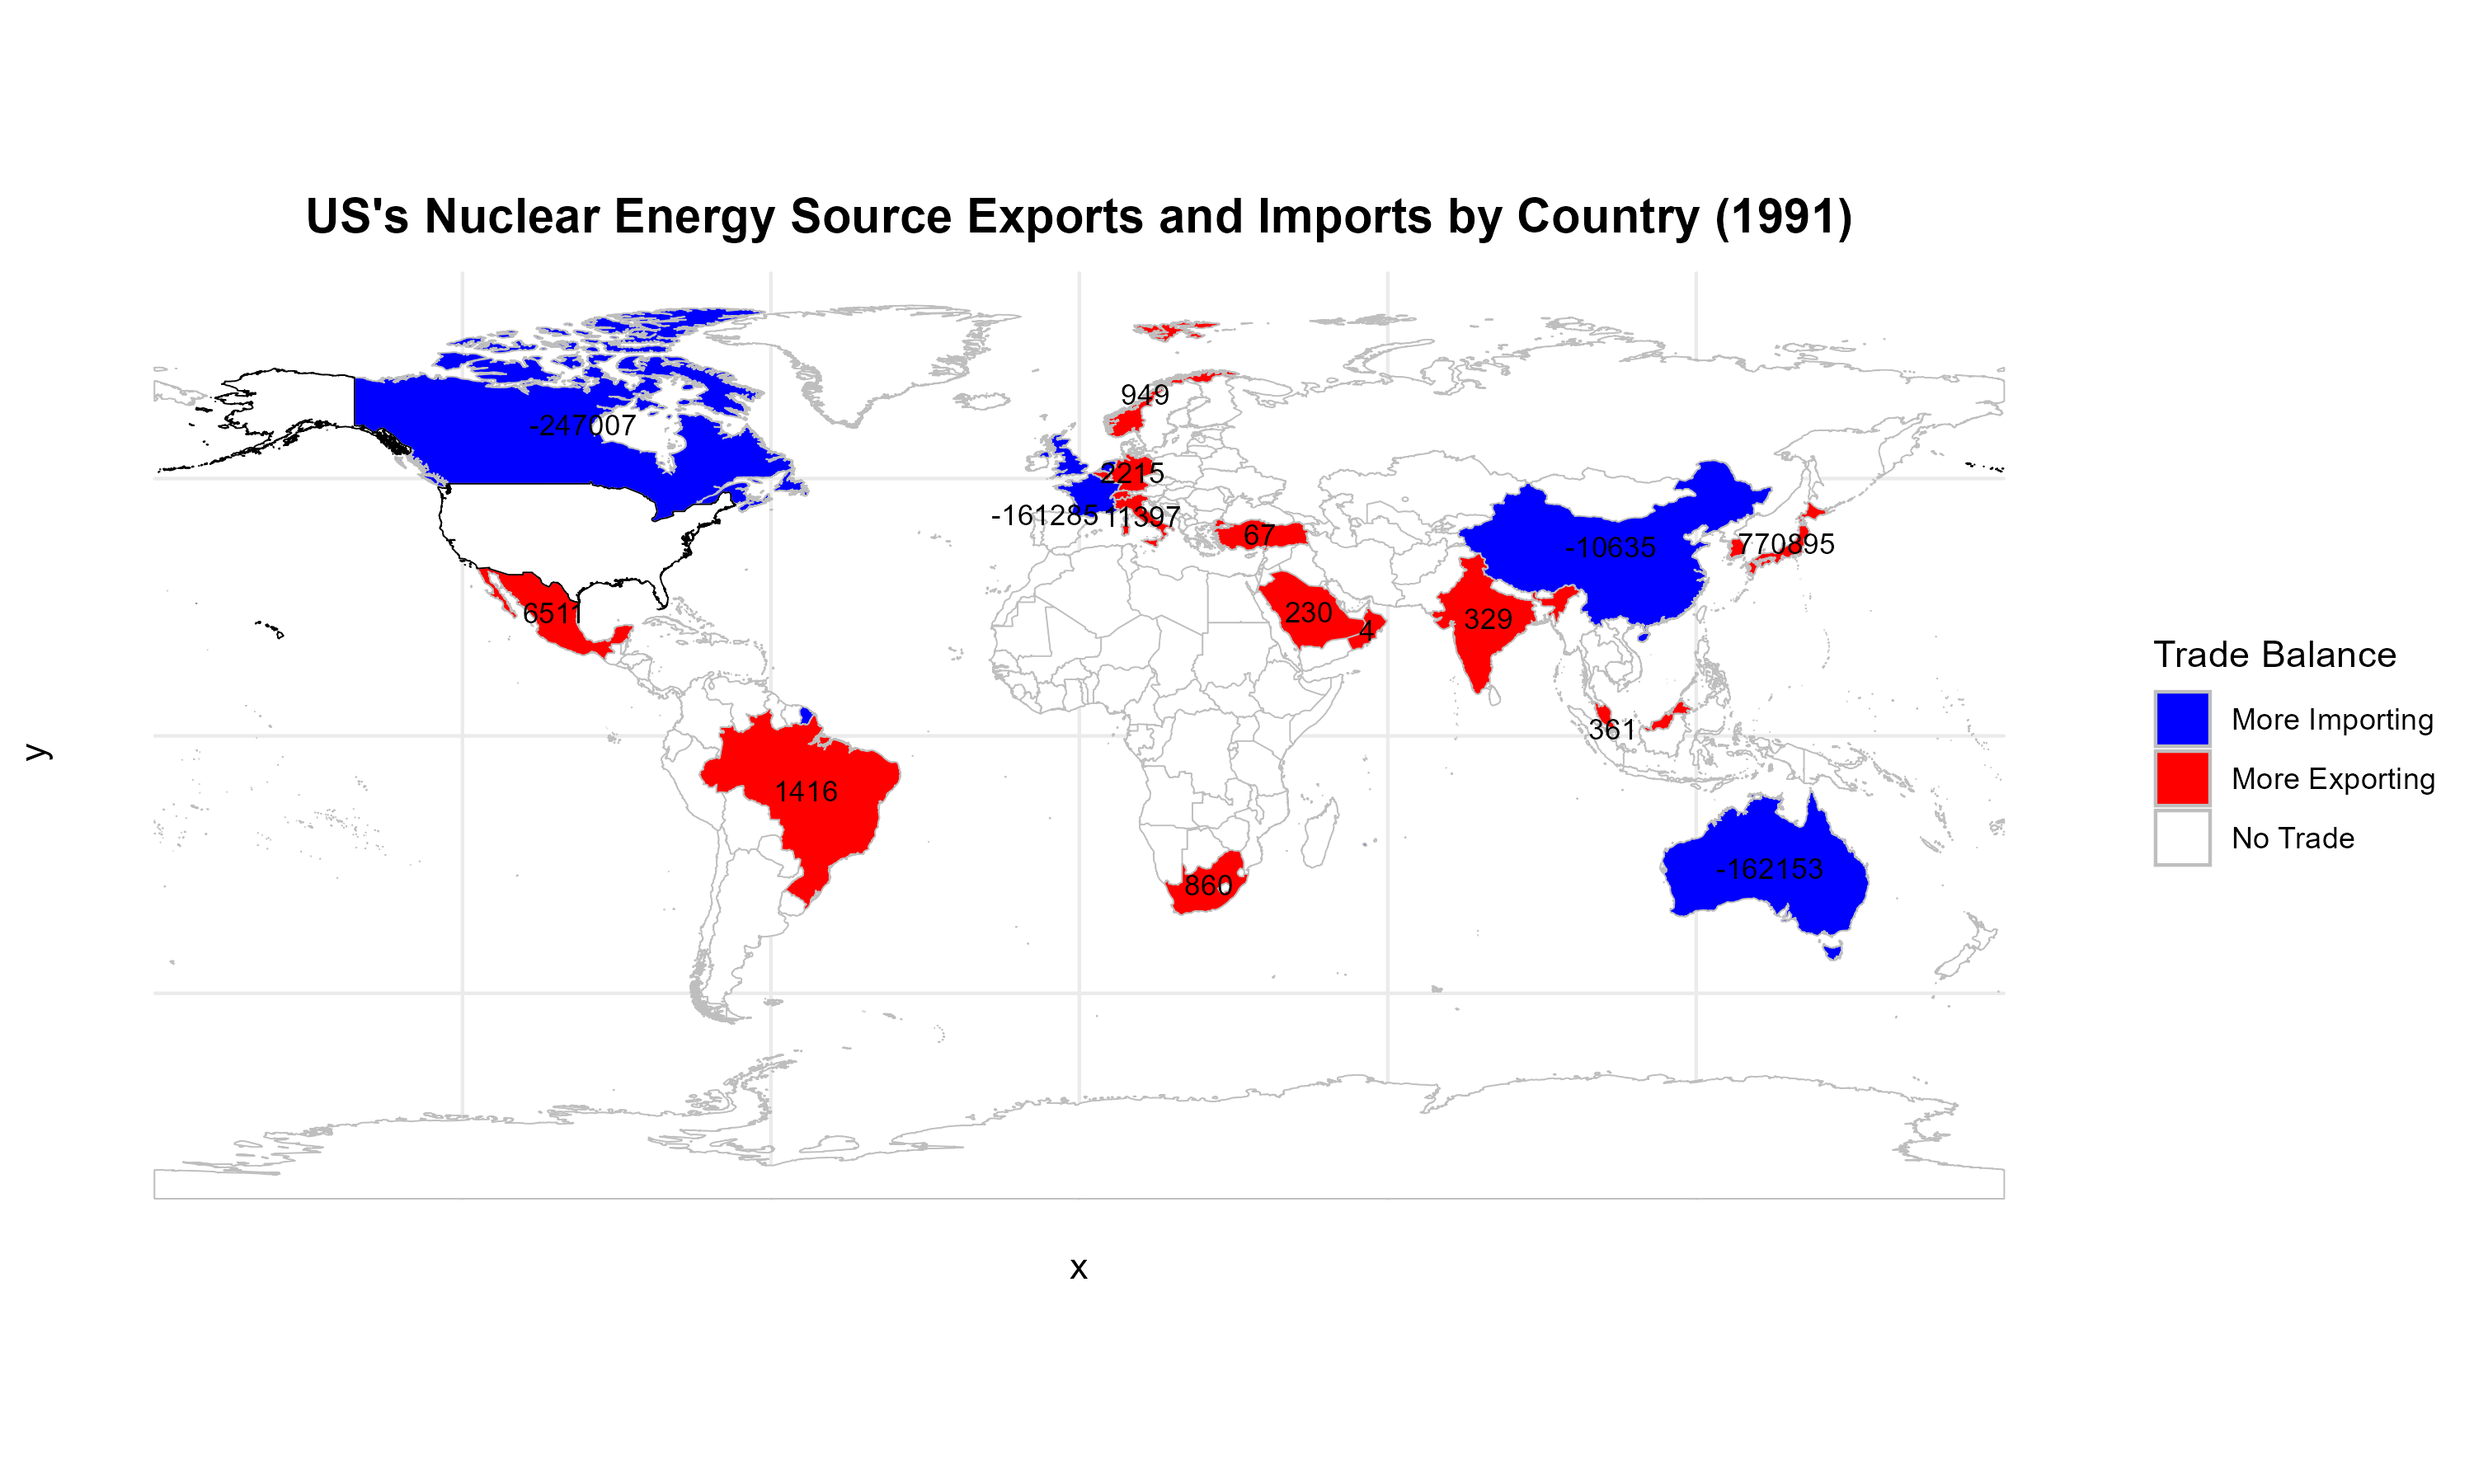 US's Nuclear Energy Source Exports and Imports by Country (1991)
949
-247007
2215
-161285
11397
67
-10635
770895
6511
230
4
329
361
1416
860
-162153
y
x
Trade Balance
More Importing
More Exporting
No Trade